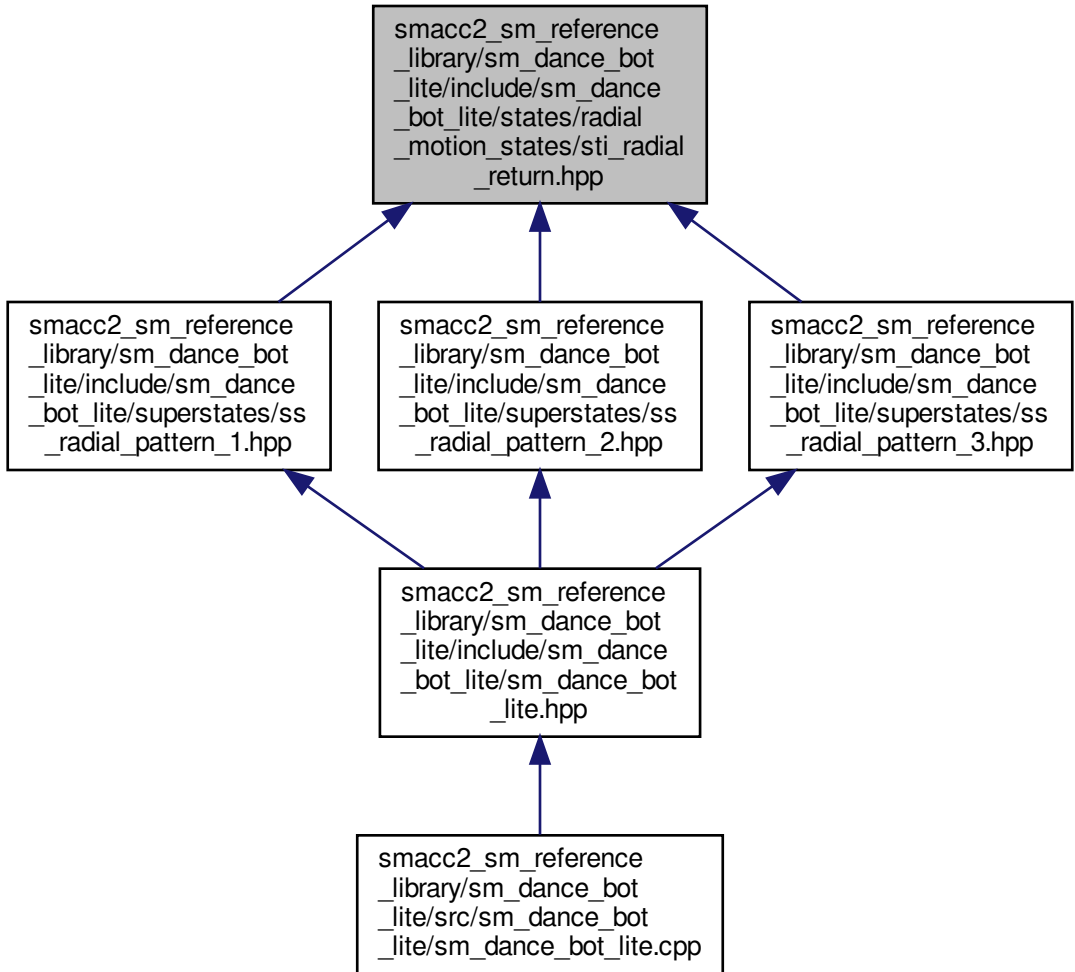 smacc2_sm_reference
_library/sm_dance_bot
_lite/include/sm_dance
_bot_lite/states/radial
_motion_states/sti_radial
_return.hpp
smacc2_sm_reference
_library/sm_dance_bot
_lite/include/sm_dance
_bot_lite/superstates/ss
_radial_pattern_1.hpp
smacc2_sm_reference
_library/sm_dance_bot
_lite/include/sm_dance
_bot_lite/superstates/ss
_radial_pattern_2.hpp
smacc2_sm_reference
_library/sm_dance_bot
_lite/include/sm_dance
_bot_lite/superstates/ss
_radial_pattern_3.hpp
smacc2_sm_reference
_library/sm_dance_bot
_lite/include/sm_dance
_bot_lite/sm_dance_bot
_lite.hpp
smacc2_sm_reference
_library/sm_dance_bot
_lite/src/sm_dance_bot
_lite/sm_dance_bot_lite.cpp